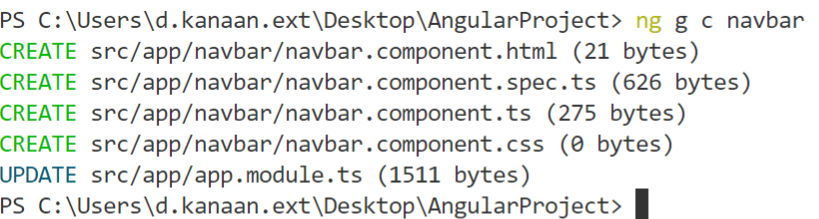 PS C:\Users\d.kanaan.ext\Desktop\AngularProject> ng g c navbar
CREATE src/app/navbar/navbar.component.html (21 bytes)
CREATE src/app/navbar/navbar.component.spec.ts (626 bytes)
CREATE src/app/navbar/navbar.component.ts (275 bytes)
CREATE src/app/navbar/navbar.component.css (0 bytes)
UPDATE src/app/app.module.ts (1511 bytes)
PS C:\Users\d.kanaan.ext\Desktop\AngularProject>